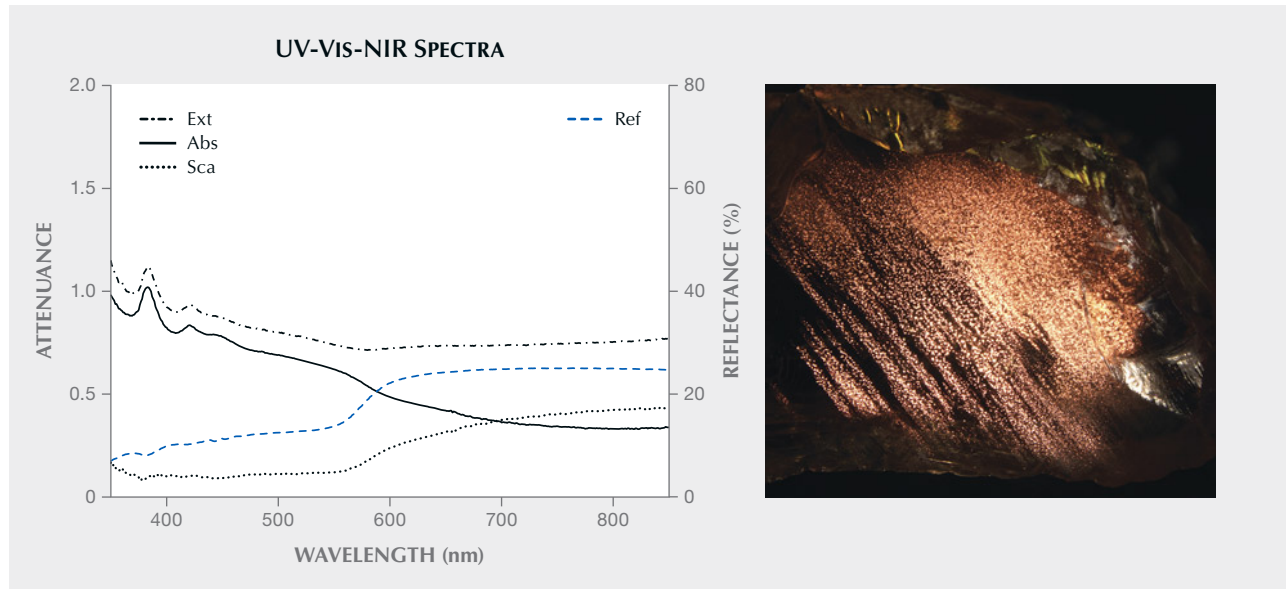 UV-VIS-NIR SPECTRA
2.0
1.5
1.0
0.5
0
ATTENUANCE
Ext
Abs
Sca
Ref
80
60
40
20
0
REFLECTANCE (%)
400 500 600 700 800
WAVELENGTH (nm)